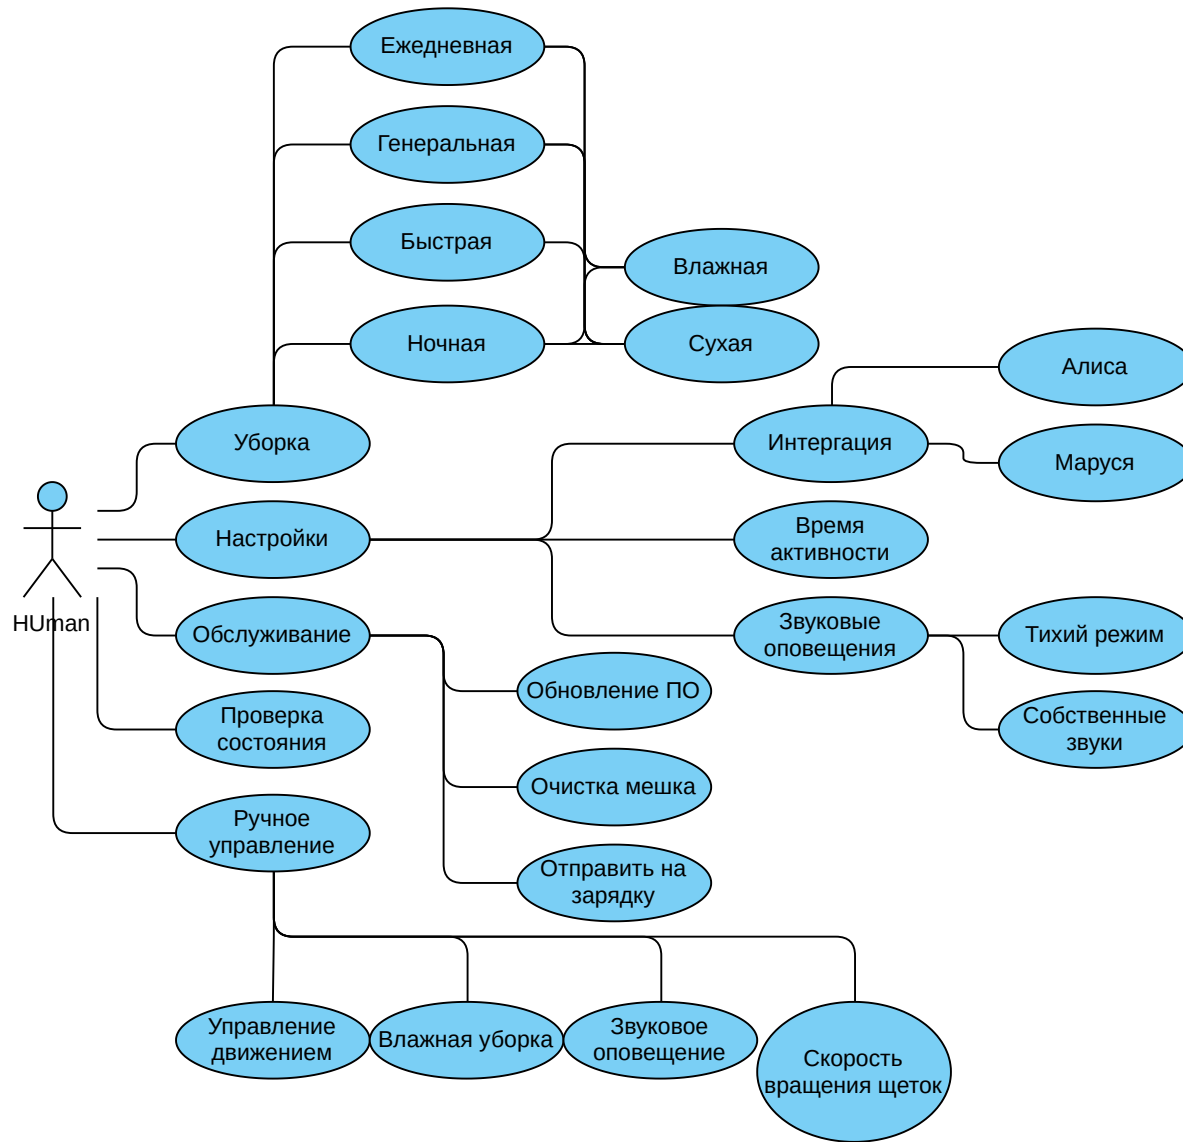 Ежедневная
Генеральная
Быстрая
Влажная
Ночная
Сухая
Алиса
Уборка
Интергация
Маруся
Настройки
Время
активности
HUman
Обслуживание
Звуковые
оповещения
Тихий режим
Обновление ПО
Проверка
состояния
Собственные
звуки
Очистка мешка
Ручное
управление
Отправить на
зарядку
Управление
движением
Влажная уборка
Звуковое
оповещение
Скорость
вращения щеток